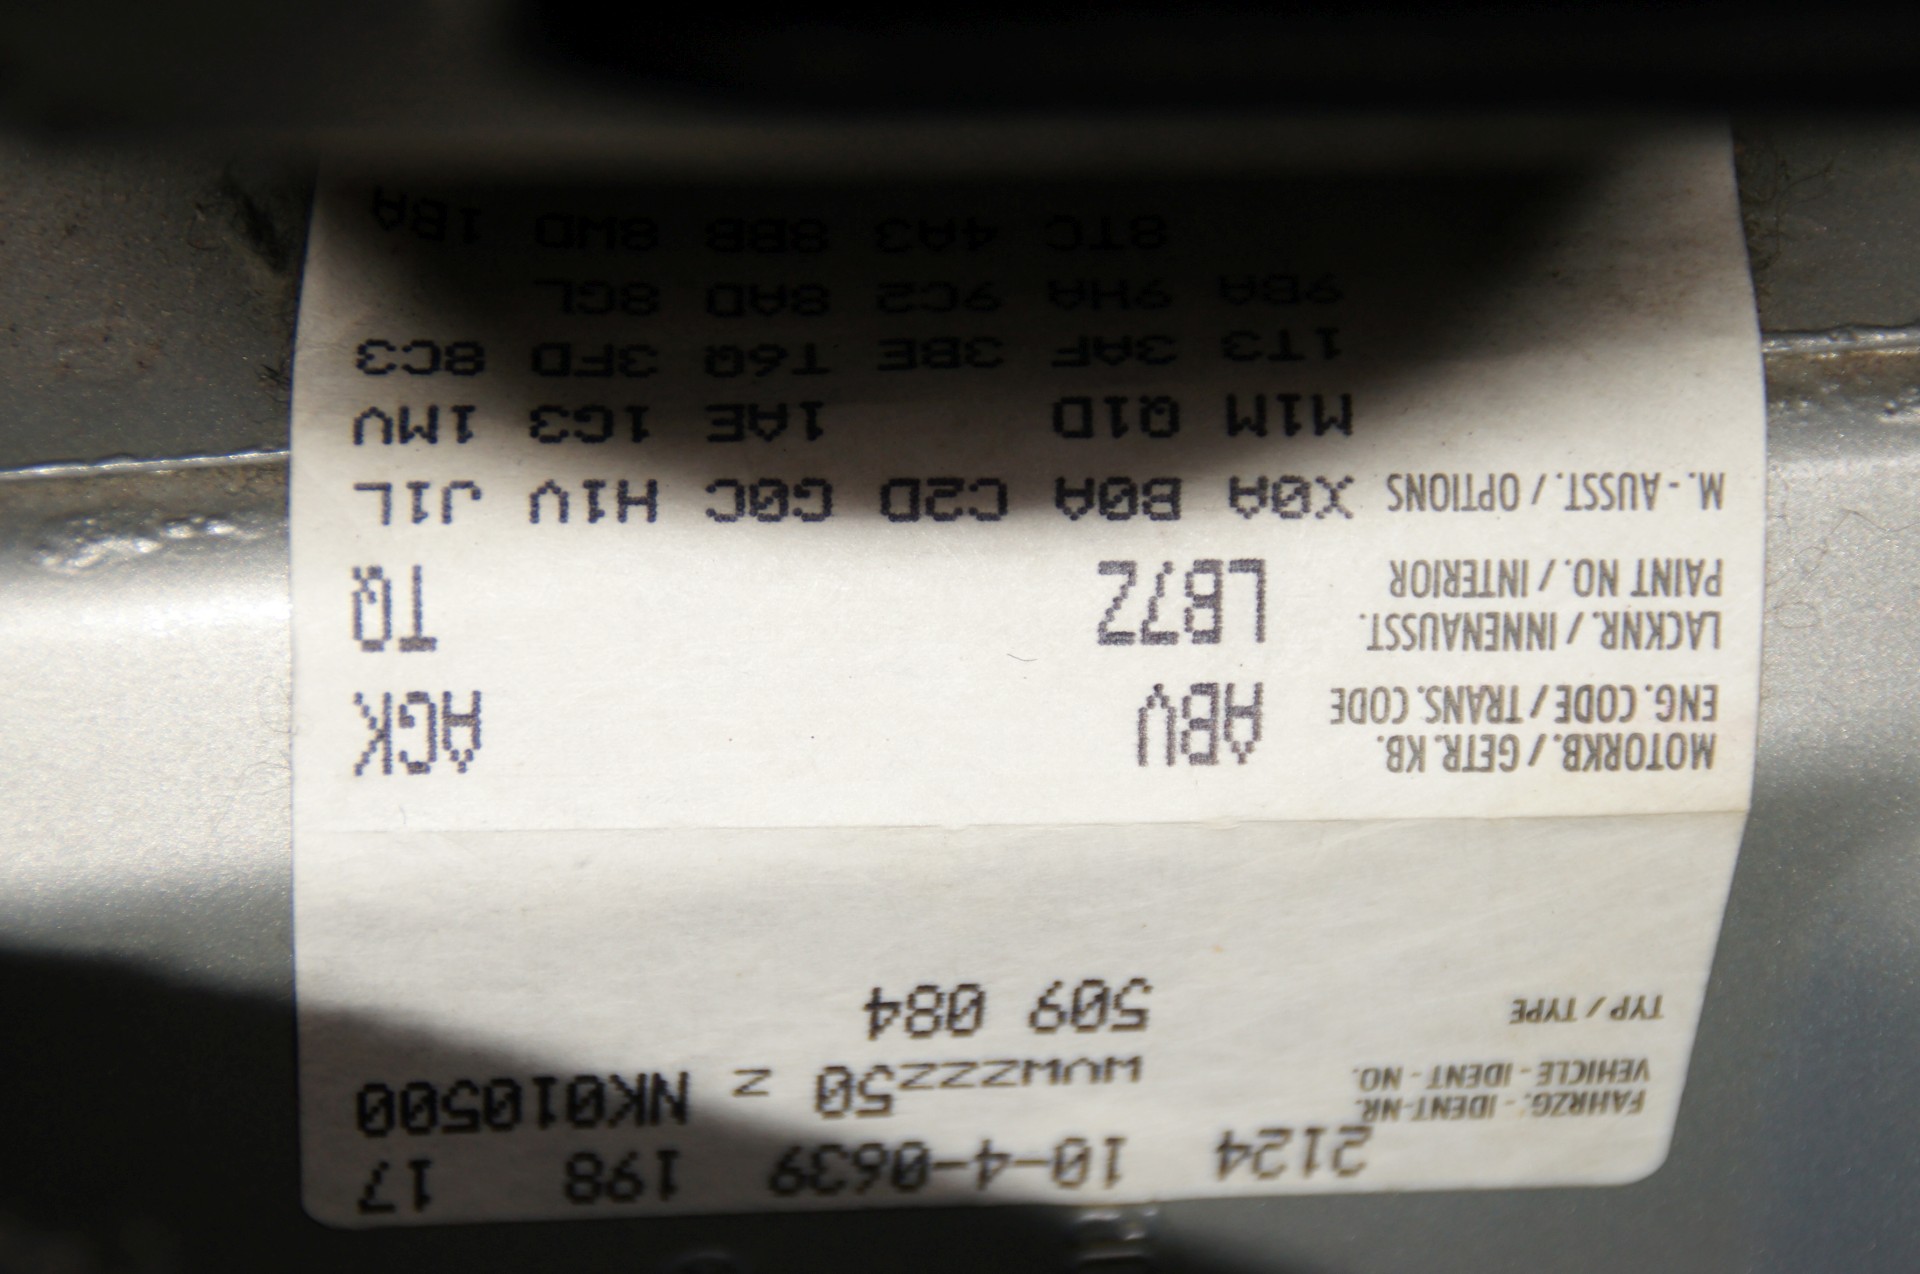 2124 10-4-0639 198 17
FAHRZG. - IDENT-NR.
VEHICLE - IDENT - NO. WVWZZZ50 Z NK010500
TYP / TYPE 509 084
MOTORKB. / GETR. KB.
ENG. CODE / TRANS. CODE ABV AGK
LACKNR. / INNENAUSST.
PAINT NO. / INTERIOR LB7Z TQ
M. - AUSST. / OPTIONS X0A B0A C2D G0C H1V J1L
M1M Q1D 1AE 1G3 1MV
1T3 3AF 3BE T6Q 3FD 8C3
9BA 9HA 9C2 8AD 8GL
8TC 4A3 8BB 8WD 1BA